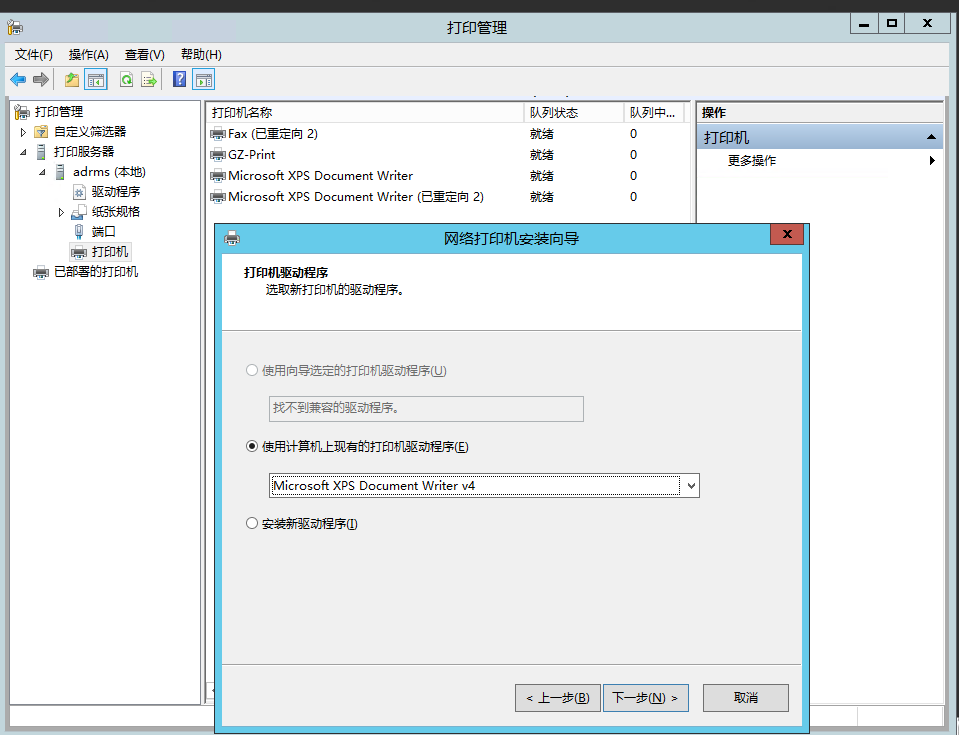 打印管理
文件(F) 操作(A) 查看(V) 帮助(H)
打印管理
自定义筛选器
打印服务器
adrms (本地)
驱动程序
纸张规格
端口
打印机
已部署的打印机
打印机名称 队列状态 队列中...
Fax (已重定向 2) 就绪 0
GZ-Print 就绪 0
Microsoft XPS Document Writer 就绪 0
Microsoft XPS Document Writer (已重定向 2) 就绪 0
操作
打印机
更多操作
网络打印机安装向导
打印机驱动程序
选取新打印机的驱动程序。
使用向导选定的打印机驱动程序(U)
找不到兼容的驱动程序。
使用计算机上现有的打印机驱动程序(E)
Microsoft XPS Document Writer v4
安装新驱动程序(I)
< 上一步(B) 下一步(N) > 取消